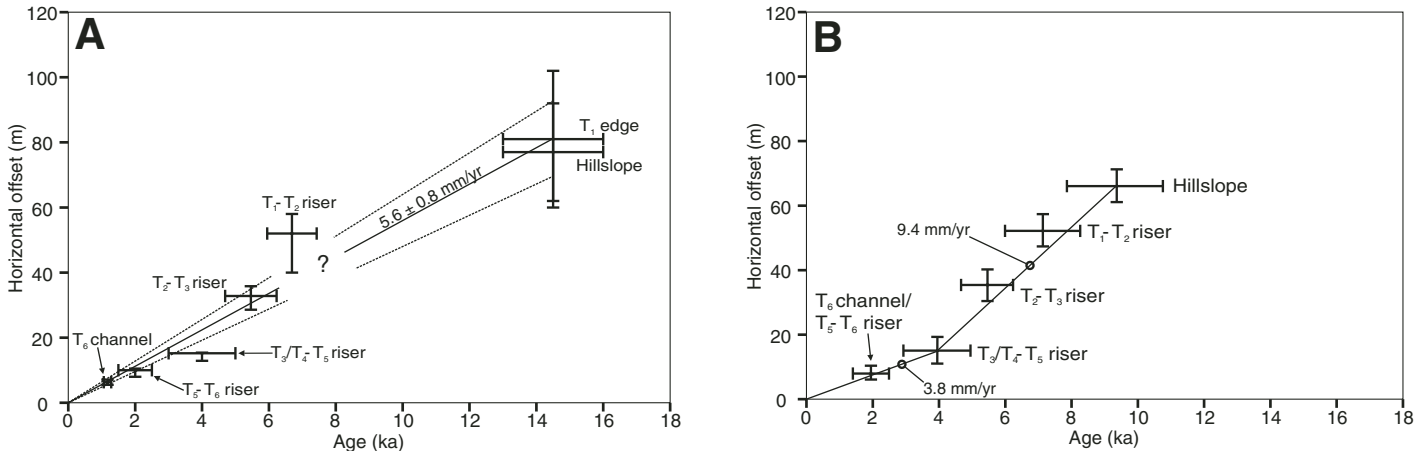 A
120
100
80
60
40
20
0
Horizontal offset (m)
0 2 4 6 8 10 12 14 16 18
Age (ka)
T₁ edge
Hillslope
5.6 ± 0.8 mm/yr
T₁-T₂ riser
?
T₂-T₃ riser
T₆ channel
T₃/T₄-T₅ riser
T₅-T₆ riser
B
120
100
80
60
40
20
0
Horizontal offset (m)
0 2 4 6 8 10 12 14 16 18
Age (ka)
Hillslope
9.4 mm/yr
T₁-T₂ riser
T₂-T₃ riser
T₆ channel/
T₅-T₆ riser
T₃/T₄-T₅ riser
3.8 mm/yr